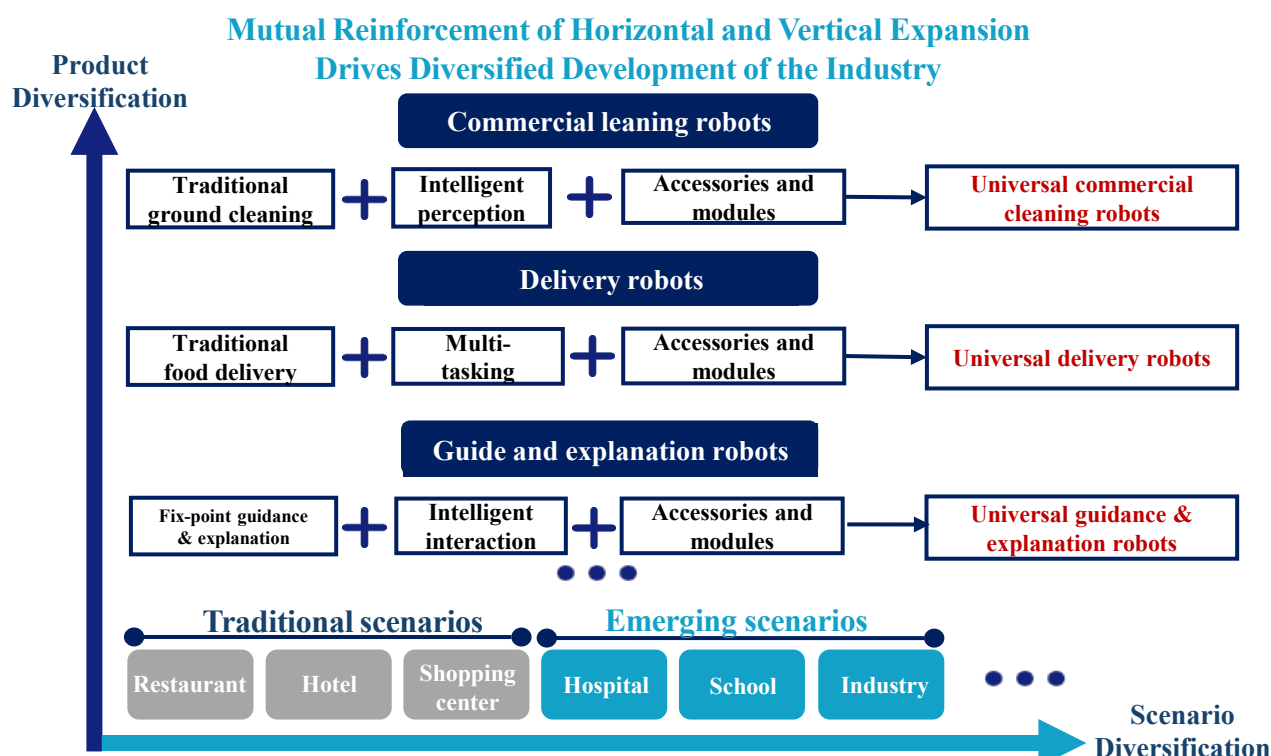 Mutual Reinforcement of Horizontal and Vertical Expansion
Drives Diversified Development of the Industry
Product
Diversification
Commercial leaning robots
Traditional
ground cleaning
Intelligent
perception
Accessories and
modules
Universal commercial
cleaning robots
Delivery robots
Traditional
food delivery
Multi-
tasking
Accessories and
modules
Universal delivery robots
Guide and explanation robots
Fix-point guidance
& explanation
Intelligent
interaction
Accessories and
modules
Universal guidance &
explanation robots
Traditional scenarios
Emerging scenarios
Restaurant
Hotel
Shopping
center
Hospital
School
Industry
Scenario
Diversification